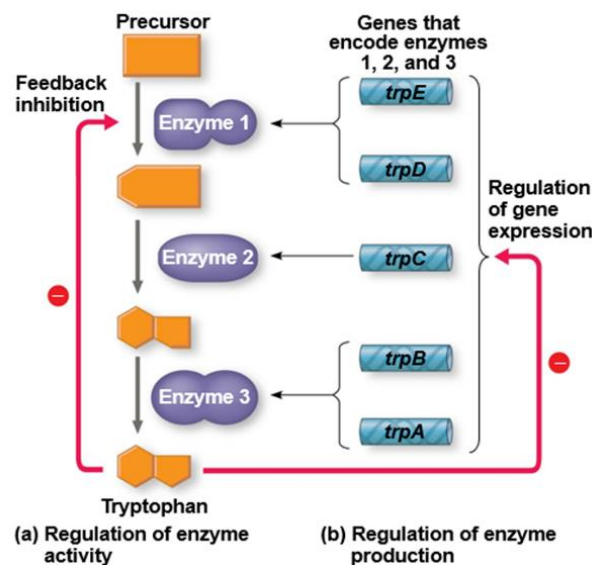 Precursor
Genes that
encode enzymes
1, 2, and 3
Feedback
inhibition
trpE
Enzyme 1
trpD
Regulation
of gene
expression
Enzyme 2
trpC
–
trpB
–
Enzyme 3
trpA
Tryptophan
(a) Regulation of enzyme
activity
(b) Regulation of enzyme
production